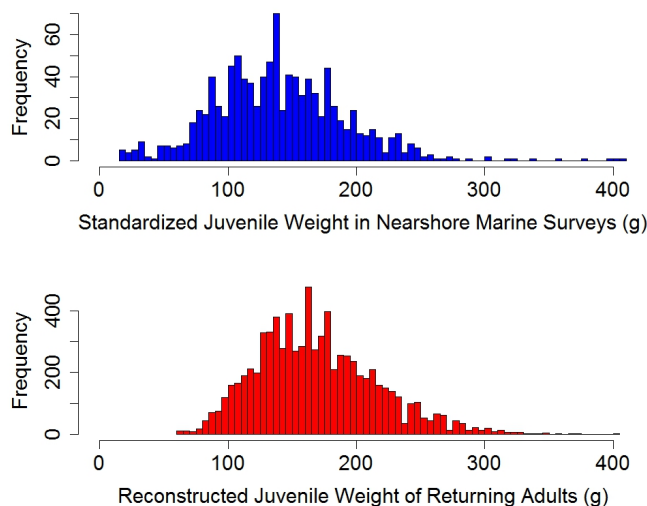 Frequency
60
40
20
0
0 100 200 300 400
Standardized Juvenile Weight in Nearshore Marine Surveys (g)
Frequency
400
200
0
0 100 200 300 400
Reconstructed Juvenile Weight of Returning Adults (g)